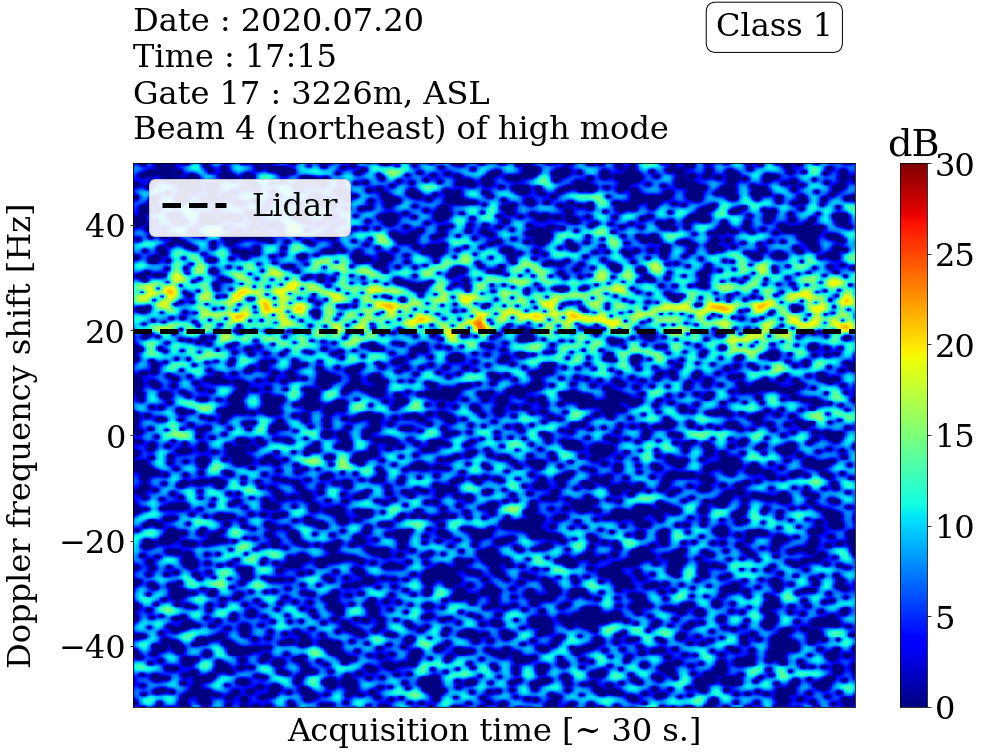 Date : 2020.07.20
Time : 17:15
Gate 17 : 3226m, ASL
Beam 4 (northeast) of high mode
Class 1
dB
Lidar
Doppler frequency shift [Hz]
40
20
0
−20
−40
30
25
20
15
10
5
0
Acquisition time [~ 30 s.]